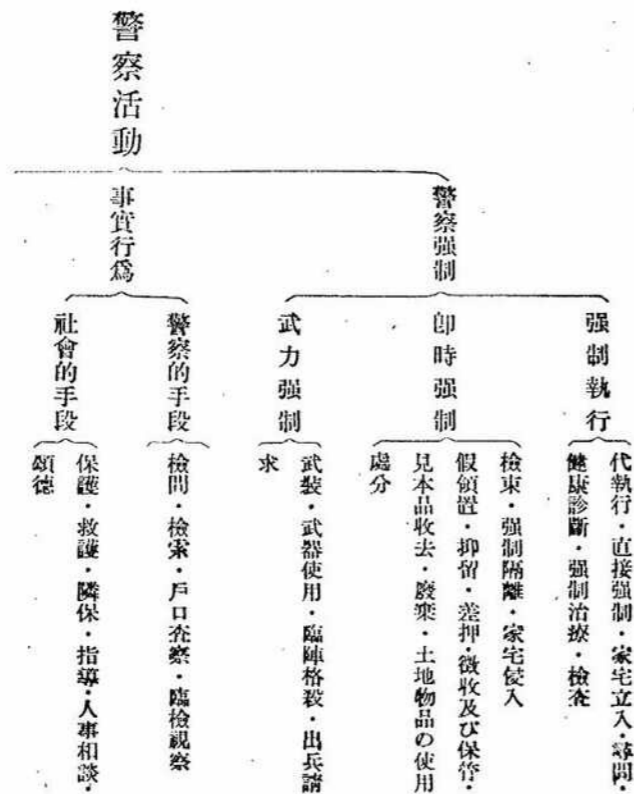 警察活動
警察强制
强制執行
代執行・直接强制・家宅立入・尋問・
健康診斷・强制治療・檢査
卽時强制
檢束・强制隔離・家宅侵入
假領置・抑留・差押・徵收及び保管・
見本品收去・廢棄・土地物品の使用
處分
武力强制
武裝・武器使用・臨陣格殺・出兵請
求
事實行爲
警察的手段
檢問・檢索・戶口査察・臨檢視察
社會的手段
保護・救護・隣保・指導・人事相談・
頌德